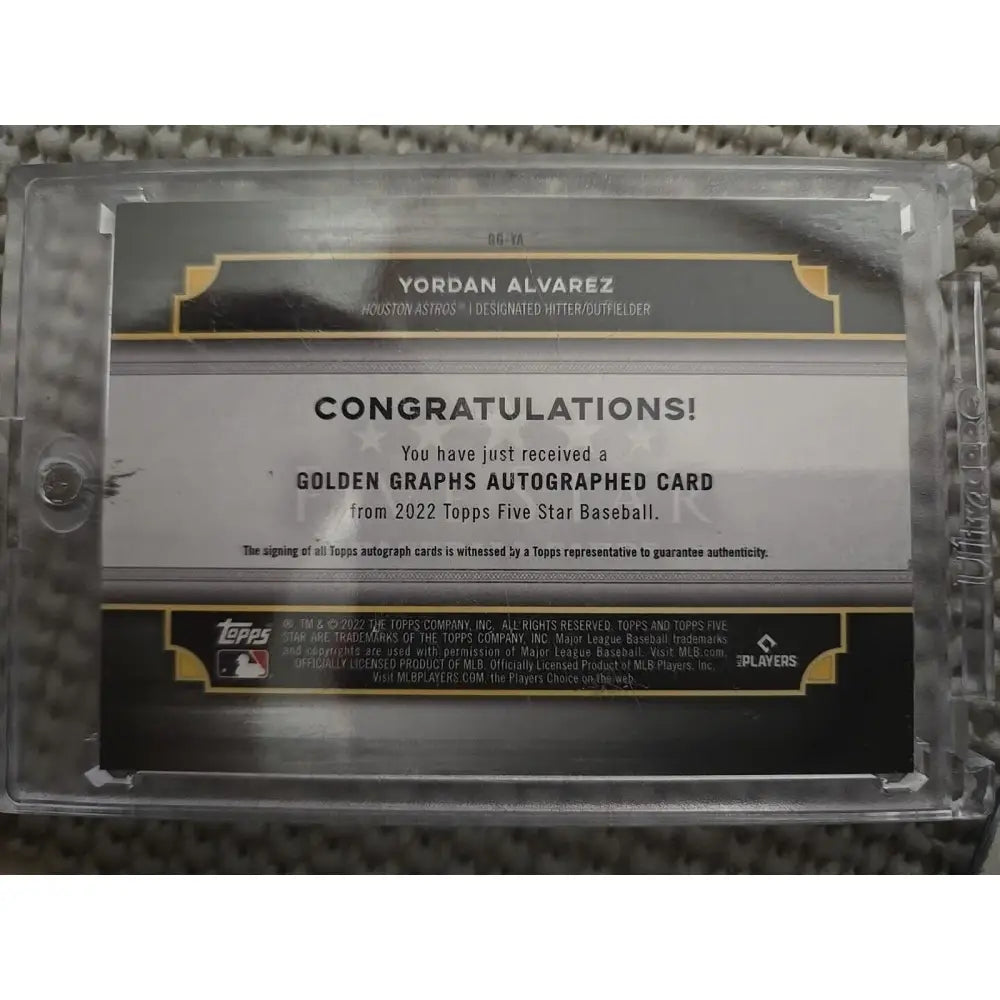 GG-YA
YORDAN ALVAREZ
HOUSTON ASTROS™ | DESIGNATED HITTER/OUTFIELDER
CONGRATULATIONS!
You have just received a
GOLDEN GRAPHS AUTOGRAPHED CARD
from 2022 Topps Five Star Baseball.
FIVE STAR
The signing of all Topps autograph cards is witnessed by a Topps representative to guarantee authenticity.
topps
®, TM & © 2022 THE TOPPS COMPANY, INC. ALL RIGHTS RESERVED. TOPPS AND TOPPS FIVE
STAR ARE TRADEMARKS OF THE TOPPS COMPANY, INC. Major League Baseball trademarks
and copyrights are used with permission of Major League Baseball. Visit MLB.com.
OFFICIALLY LICENSED PRODUCT OF MLB. Officially Licensed Product of MLB Players, Inc.
Visit MLBPLAYERS.COM, the Players Choice on the web.
MLB PLAYERS
Ultra PRO